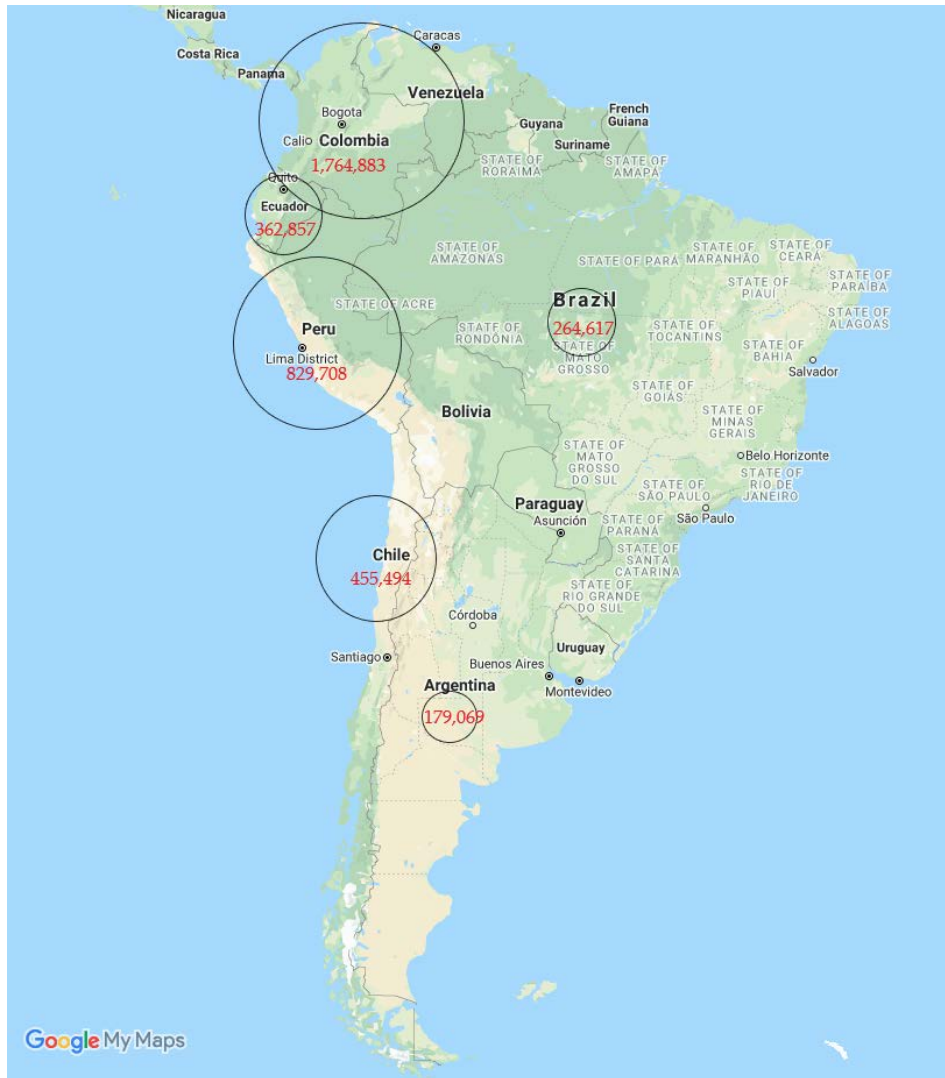 Nicaragua
Caracas
Costa Rica
Panama
Venezuela
Bogota
Guyana
French
Guiana
Cali
Colombia
Suriname
1,764,883
STATE OF
RORAIMA
STATE OF
AMAPÁ
Quito
Ecuador
362,857
STATE OF
AMAZONAS
STATE OF PARÁ
STATE OF
MARANHÃO
STATE OF
CEARÁ
STATE OF
PIAUÍ
STATE OF
PARAÍBA
STATE OF ACRE
Brazil
264,617
STATE OF
ALAGOAS
Peru
STATE OF
RONDÔNIA
STATE OF
TOCANTINS
STATE OF
MATO
GROSSO
STATE OF
BAHIA
Lima District
829,708
Salvador
STATE OF
GOIÁS
Bolivia
STATE OF
MINAS
GERAIS
STATE OF
MATO
GROSSO
DO SUL
Belo Horizonte
STATE OF
RIO DE
JANEIRO
STATE OF
SÃO PAULO
Paraguay
Asunción
São Paulo
STATE OF
PARANÁ
Chile
455,494
STATE OF
SANTA
CATARINA
STATE OF
RIO GRANDE
DO SUL
Córdoba
Uruguay
Santiago
Buenos Aires
Montevideo
Argentina
179,069
Google My Maps